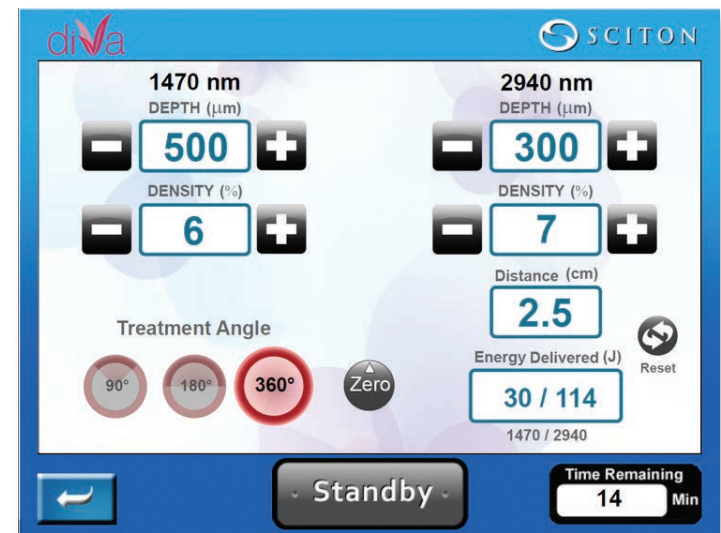 diVa
SCITON
1470 nm
DEPTH (μm)
500
DENSITY (%)
6
2940 nm
DEPTH (μm)
300
DENSITY (%)
7
Distance (cm)
2.5
Treatment Angle
90°
180°
360°
Zero
Energy Delivered (J)
30 / 114
1470 / 2940
Reset
Standby
Time Remaining
14 Min